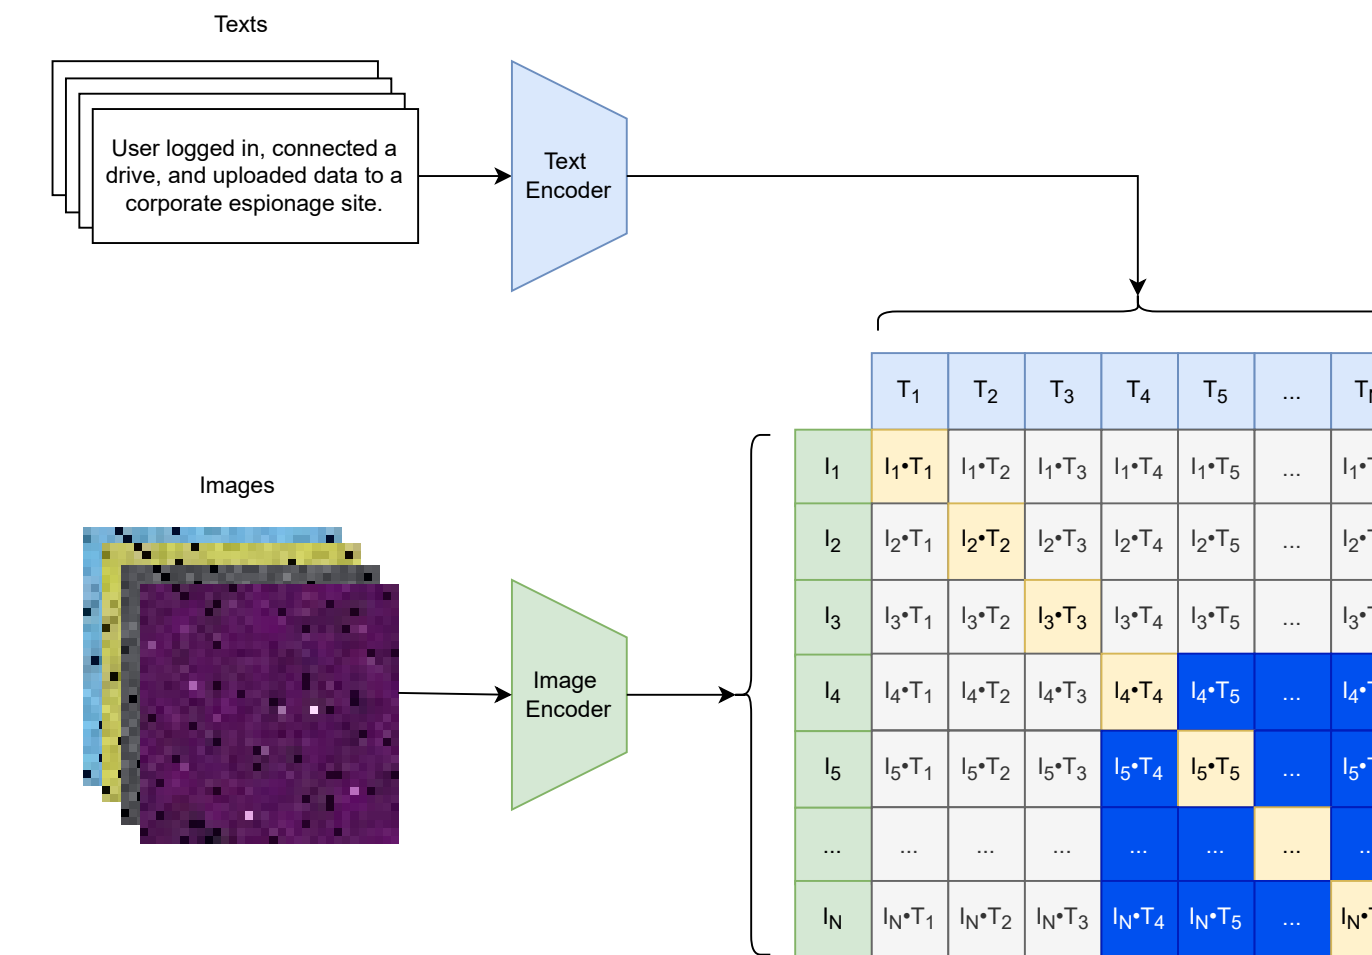 Texts
User logged in, connected a
drive, and uploaded data to a
corporate espionage site.
Text
Encoder
Images
Image
Encoder
T1 T2 T3 T4 T5 ...
I1 I1•T1 I1•T2 I1•T3 I1•T4 I1•T5 ...
I2 I2•T1 I2•T2 I2•T3 I2•T4 I2•T5 ...
I3 I3•T1 I3•T2 I3•T3 I3•T4 I3•T5 ...
I4 I4•T1 I4•T2 I4•T3 I4•T4 I4•T5 ...
I5 I5•T1 I5•T2 I5•T3 I5•T4 I5•T5 ...
... ... ... ... ... ... ...
IN IN•T1 IN•T2 IN•T3 IN•T4 IN•T5 ...